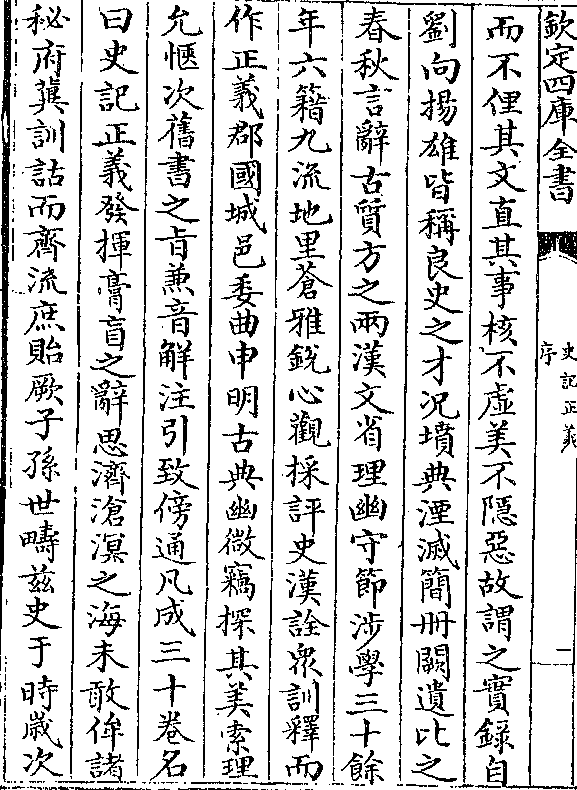 欽定四庫全書
史記正義
序
一
而不俚其文直其事核不虛美不隱惡故謂之實錄自
劉向揚雄皆稱良史之才況墳典湮滅簡冊闕遺比之
春秋言辭古質方之兩漢文省理幽守節涉學三十餘
年六籍九流地里蒼雅銳心觀採評史漢詮衆訓釋而
作正義郡國城邑委曲申明古典幽微竊探其美索理
允愜次舊書之旨兼音解注引致傍通凡成三十卷名
曰史記正義發揮膏肓之辭思濟滄溟之海未敢侔諸
秘府冀訓詁而齊流庶貽厥子孫世疇茲史于時歲次